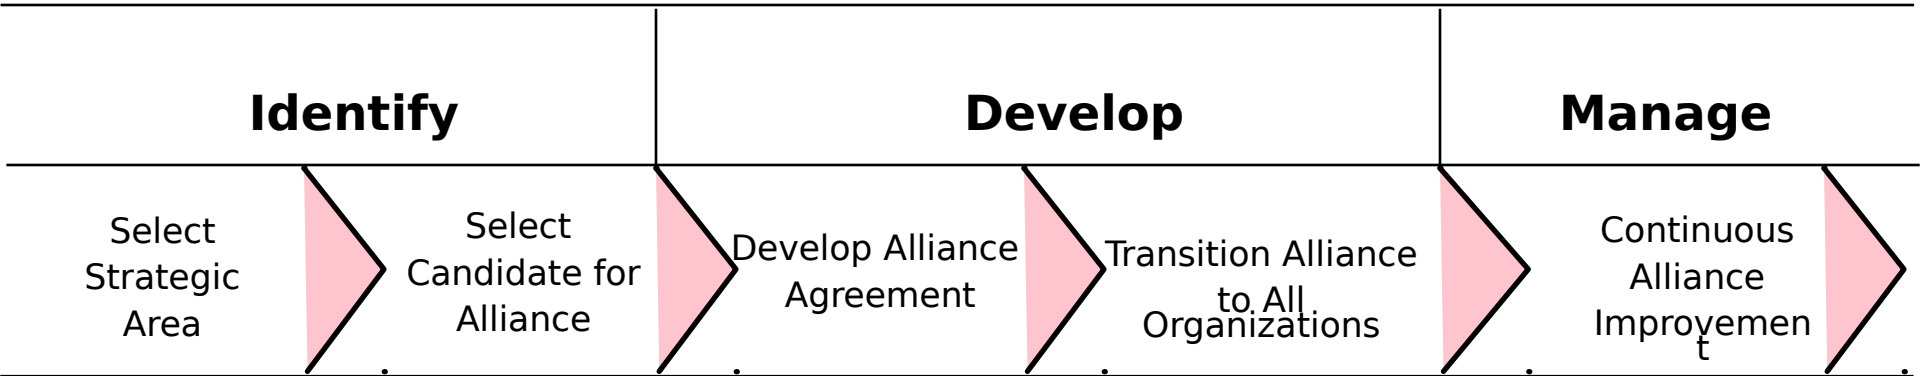 Identify
Develop
Manage
Select
Strategic
Area
Select
Candidate for
Alliance
Develop Alliance
Agreement
Transition Alliance
to All
Organizations
Continuous
Alliance
Improvemen
t